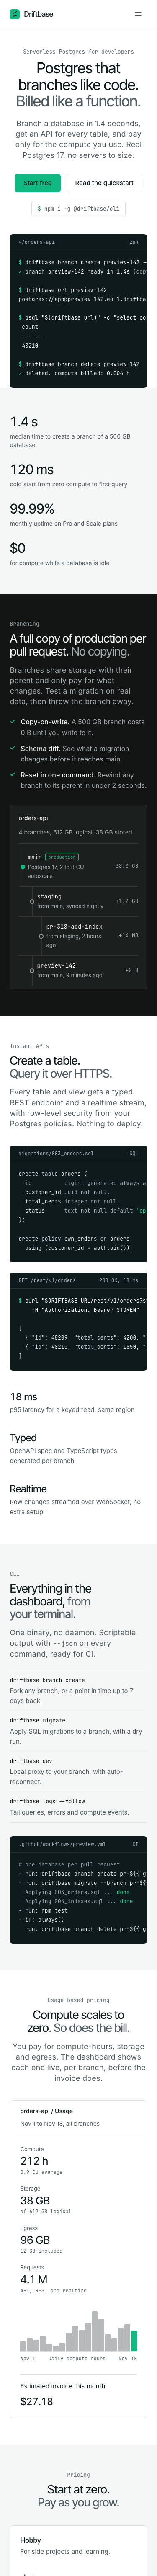 Driftbase
Serverless Postgres for developers
Postgres that
branches like code.
Billed like a function.
Branch a database in 1.4 seconds,
get an API for every table, and pay
only for the compute you use. Real
Postgres 17, no servers to size.
Start free
Read the quickstart
$ npm i -g @driftbase/cli
~/orders-api
zsh
$ driftbase branch create preview-142 --
✓ branch preview-142 ready in 1.4s (copy
$ driftbase url preview-142
postgres://app@preview-142.eu-1.driftbas
$ psql "$(driftbase url)" -c "select cou
count
-------
48210
$ driftbase branch delete preview-142
✓ deleted. compute billed: 0.004 h
1.4 s
median time to create a branch of a 500 GB
database
120 ms
cold start from zero compute to first query
99.99%
monthly uptime on Pro and Scale plans
$0
for compute while a database is idle
Branching
A full copy of production per
pull request. No copying.
Branches share storage with their
parent and only pay for what
changes. Test a migration on real
data, then throw the branch away.
✓ Copy-on-write. A 500 GB branch costs
0 B until you write to it.
✓ Schema diff. See what a migration
changes before it reaches main.
✓ Reset in one command. Rewind any
branch to its parent in under 2 seconds.
orders-api
4 branches, 612 GB logical, 38 GB stored
main production
Postgres 17, 2 to 8 CU
autoscale
38.0 GB
staging
from main, synced nightly
+1.2 GB
pr-318-add-index
from staging, 2 hours
ago
+14 MB
preview-142
from main, 9 minutes ago
+0 B
Instant APIs
Create a table.
Query it over HTTPS.
Every table and view gets a typed
REST endpoint and a realtime stream,
with row-level security from your
Postgres policies. Nothing to deploy.
migrations/003_orders.sql
SQL
create table orders (
id bigint generated always a
customer_id uuid not null,
total_cents integer not null,
status text not null default 'op
);
create policy own_orders on orders
using (customer_id = auth.uid());
GET /rest/v1/orders
200 OK, 18 ms
$ curl "$DRIFTBASE_URL/rest/v1/orders?s
-H "Authorization: Bearer $TOKEN"
[
{ "id": 48209, "total_cents": 4200, "
{ "id": 48210, "total_cents": 1850, "
]
18 ms
p95 latency for a keyed read, same region
Typed
OpenAPI spec and TypeScript types
generated per branch
Realtime
Row changes streamed over WebSocket, no
extra setup
CLI
Everything in the
dashboard, from
your terminal.
One binary, no daemon. Scriptable
output with --json on every
command, ready for CI.
driftbase branch create
Fork any branch, or a point in time up to 7
days back.
driftbase migrate
Apply SQL migrations to a branch, with a dry
run.
driftbase dev
Local proxy to your branch, with auto-
reconnect.
driftbase logs --follow
Tail queries, errors and compute events.
.github/workflows/preview.yml
CI
# one database per pull request
- run: driftbase branch create pr-${{ gi
- run: driftbase migrate --branch pr-${{
Applying 003_orders.sql ... done
Applying 004_indexes.sql ... done
- run: npm test
- if: always()
run: driftbase branch delete pr-${{ gi
Usage-based pricing
Compute scales to
zero. So does the bill.
You pay for compute-hours, storage
and egress. The dashboard shows
each one live, per branch, before the
invoice does.
orders-api / Usage
Nov 1 to Nov 18, all branches
Compute
212 h
0.9 CU average
Storage
38 GB
of 612 GB logical
Egress
96 GB
12 GB included
Requests
4.1 M
API, REST and realtime
Nov 1
Daily compute hours
Nov 18
Estimated invoice this month
$27.18
Pricing
Start at zero.
Pay as you grow.
Hobby
For side projects and learning.